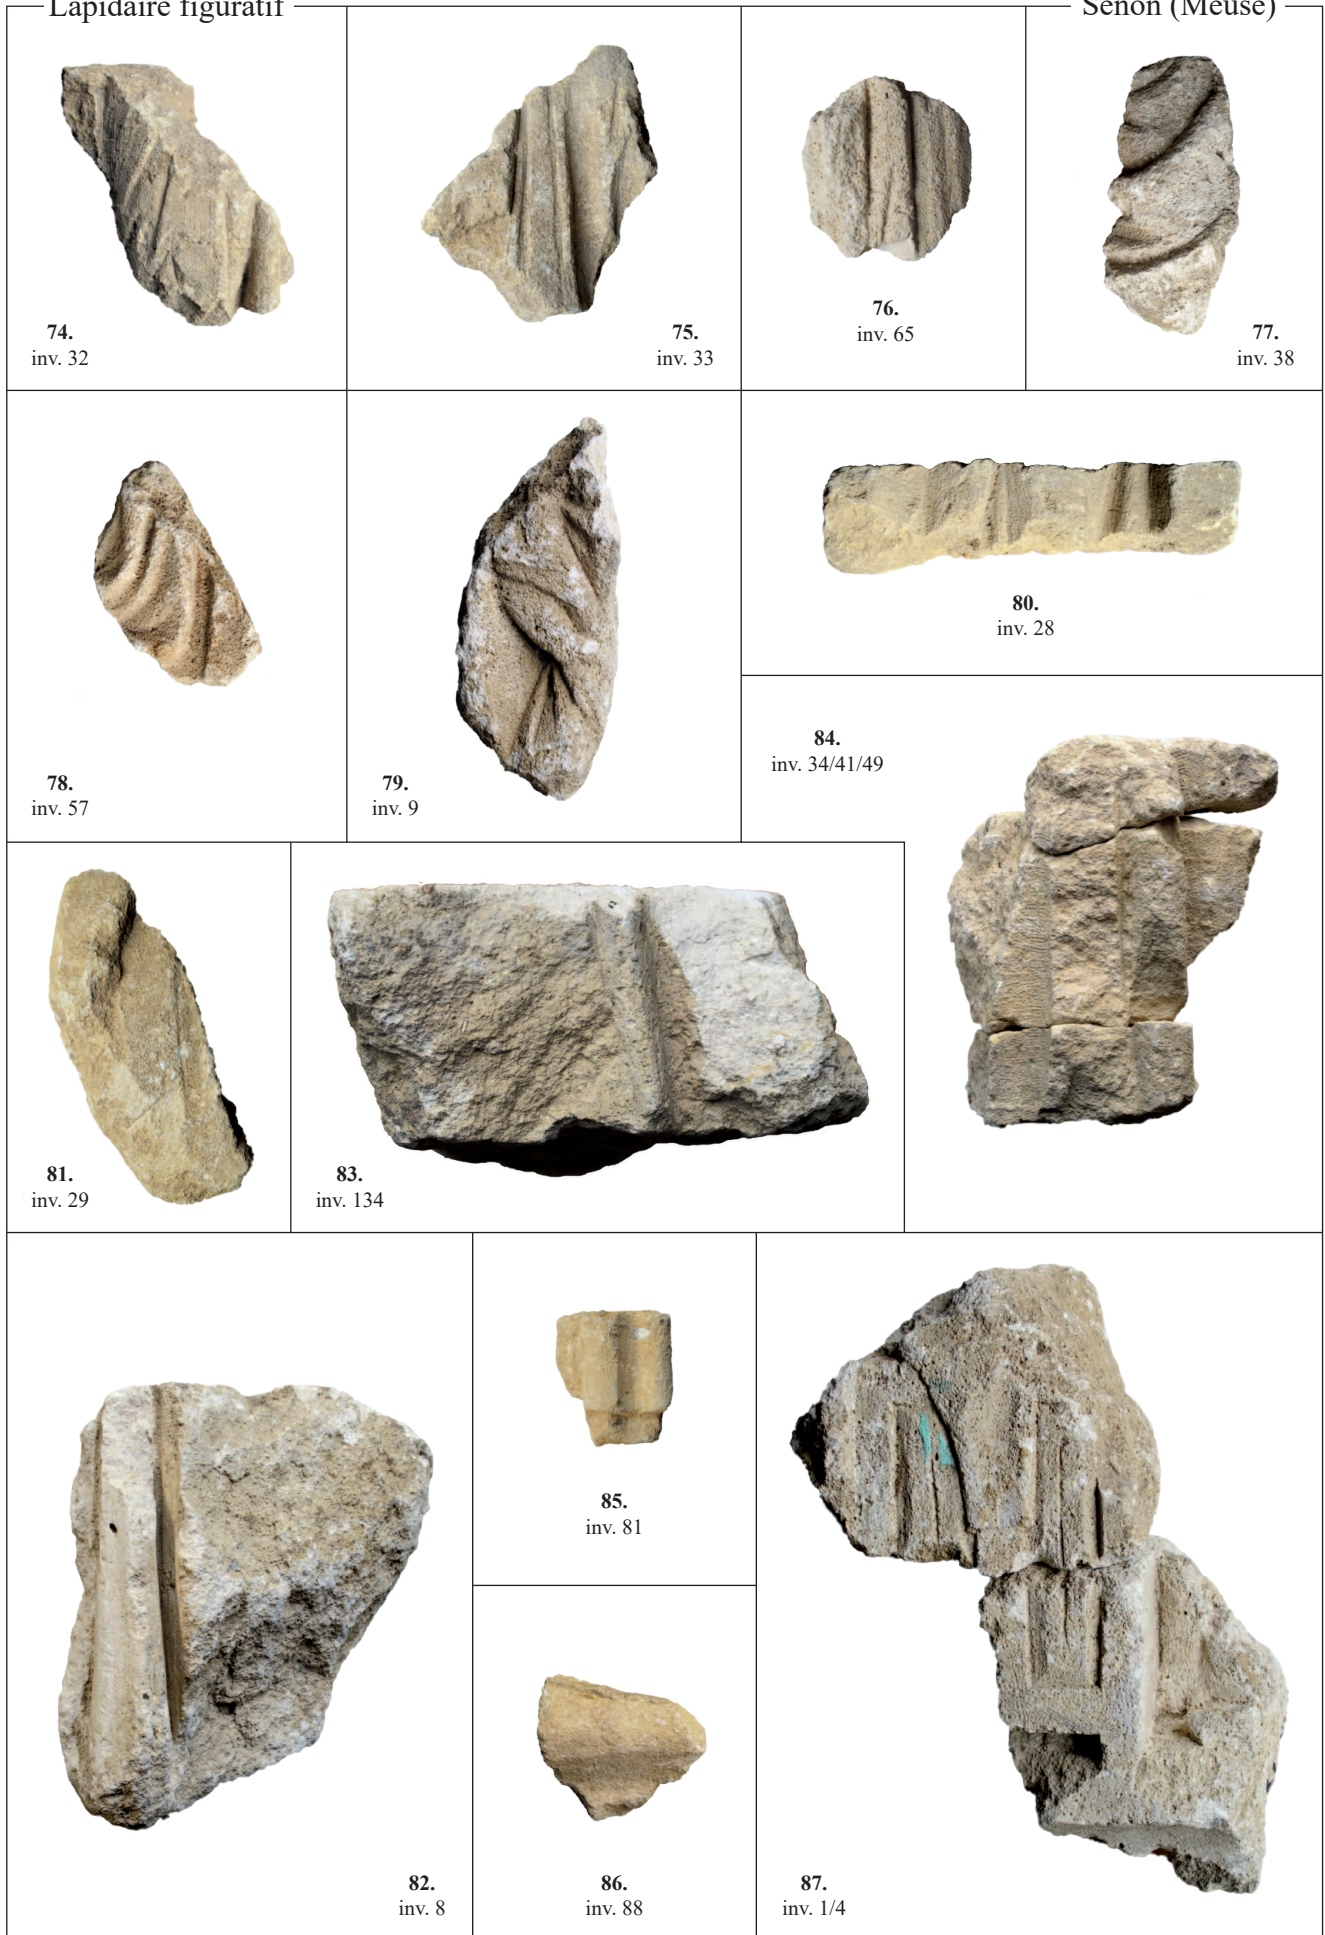 Lapidaire figuratif
Senon (Meuse)
74.
inv. 32
75.
inv. 33
76.
inv. 65
77.
inv. 38
78.
inv. 57
79.
inv. 9
80.
inv. 28
84.
inv. 34/41/49
81.
inv. 29
83.
inv. 134
82.
inv. 8
85.
inv. 81
86.
inv. 88
87.
inv. 1/4